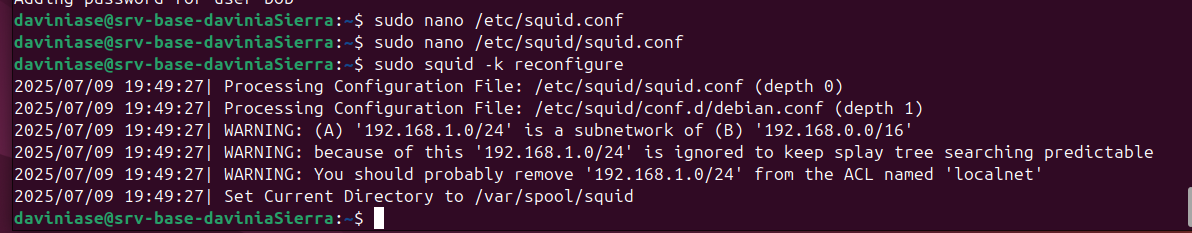 Adding password for user BOB
daviniase@srv-base-daviniaSierra:~$ sudo nano /etc/squid.conf
daviniase@srv-base-daviniaSierra:~$ sudo nano /etc/squid/squid.conf
daviniase@srv-base-daviniaSierra:~$ sudo squid -k reconfigure
2025/07/09 19:49:27| Processing Configuration File: /etc/squid/squid.conf (depth 0)
2025/07/09 19:49:27| Processing Configuration File: /etc/squid/conf.d/debian.conf (depth 1)
2025/07/09 19:49:27| WARNING: (A) '192.168.1.0/24' is a subnetwork of (B) '192.168.0.0/16'
2025/07/09 19:49:27| WARNING: because of this '192.168.1.0/24' is ignored to keep splay tree searching predictable
2025/07/09 19:49:27| WARNING: You should probably remove '192.168.1.0/24' from the ACL named 'localnet'
2025/07/09 19:49:27| Set Current Directory to /var/spool/squid
daviniase@srv-base-daviniaSierra:~$